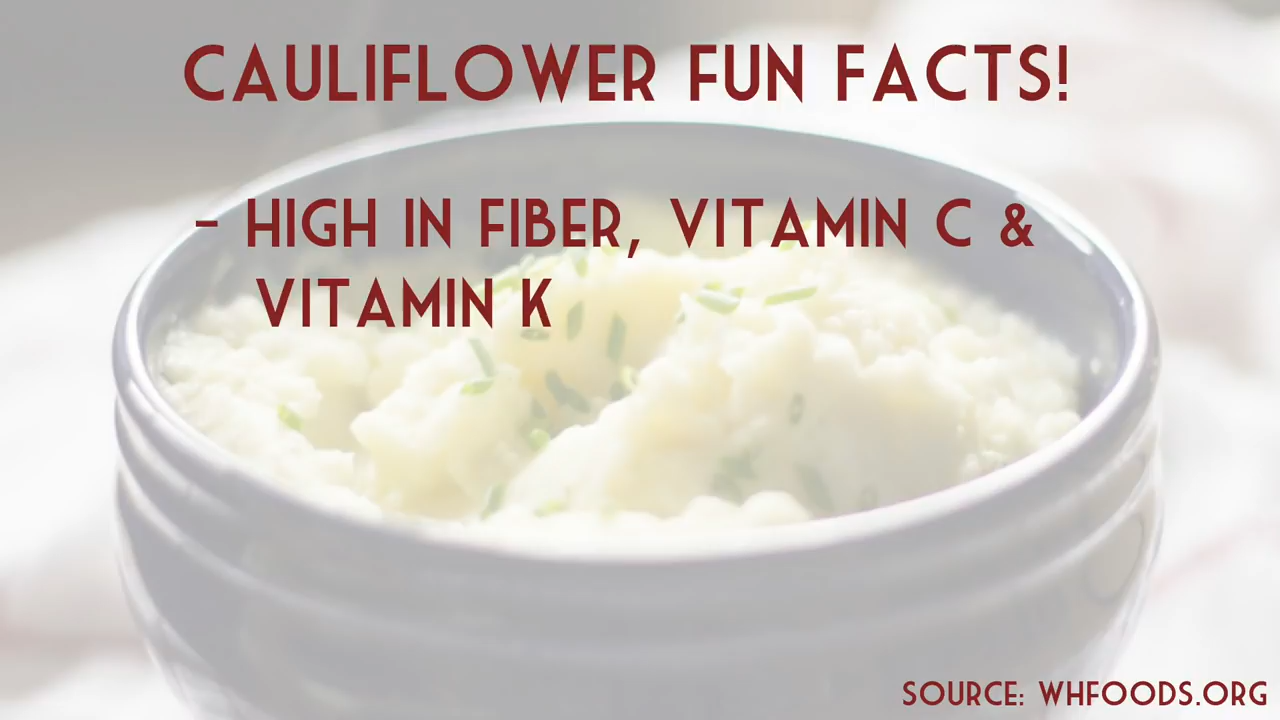 CAULIFLOWER FUN FACTS!
- HIGH IN FIBER, VITAMIN C &
VITAMIN K
SOURCE: WHFOODS.ORG